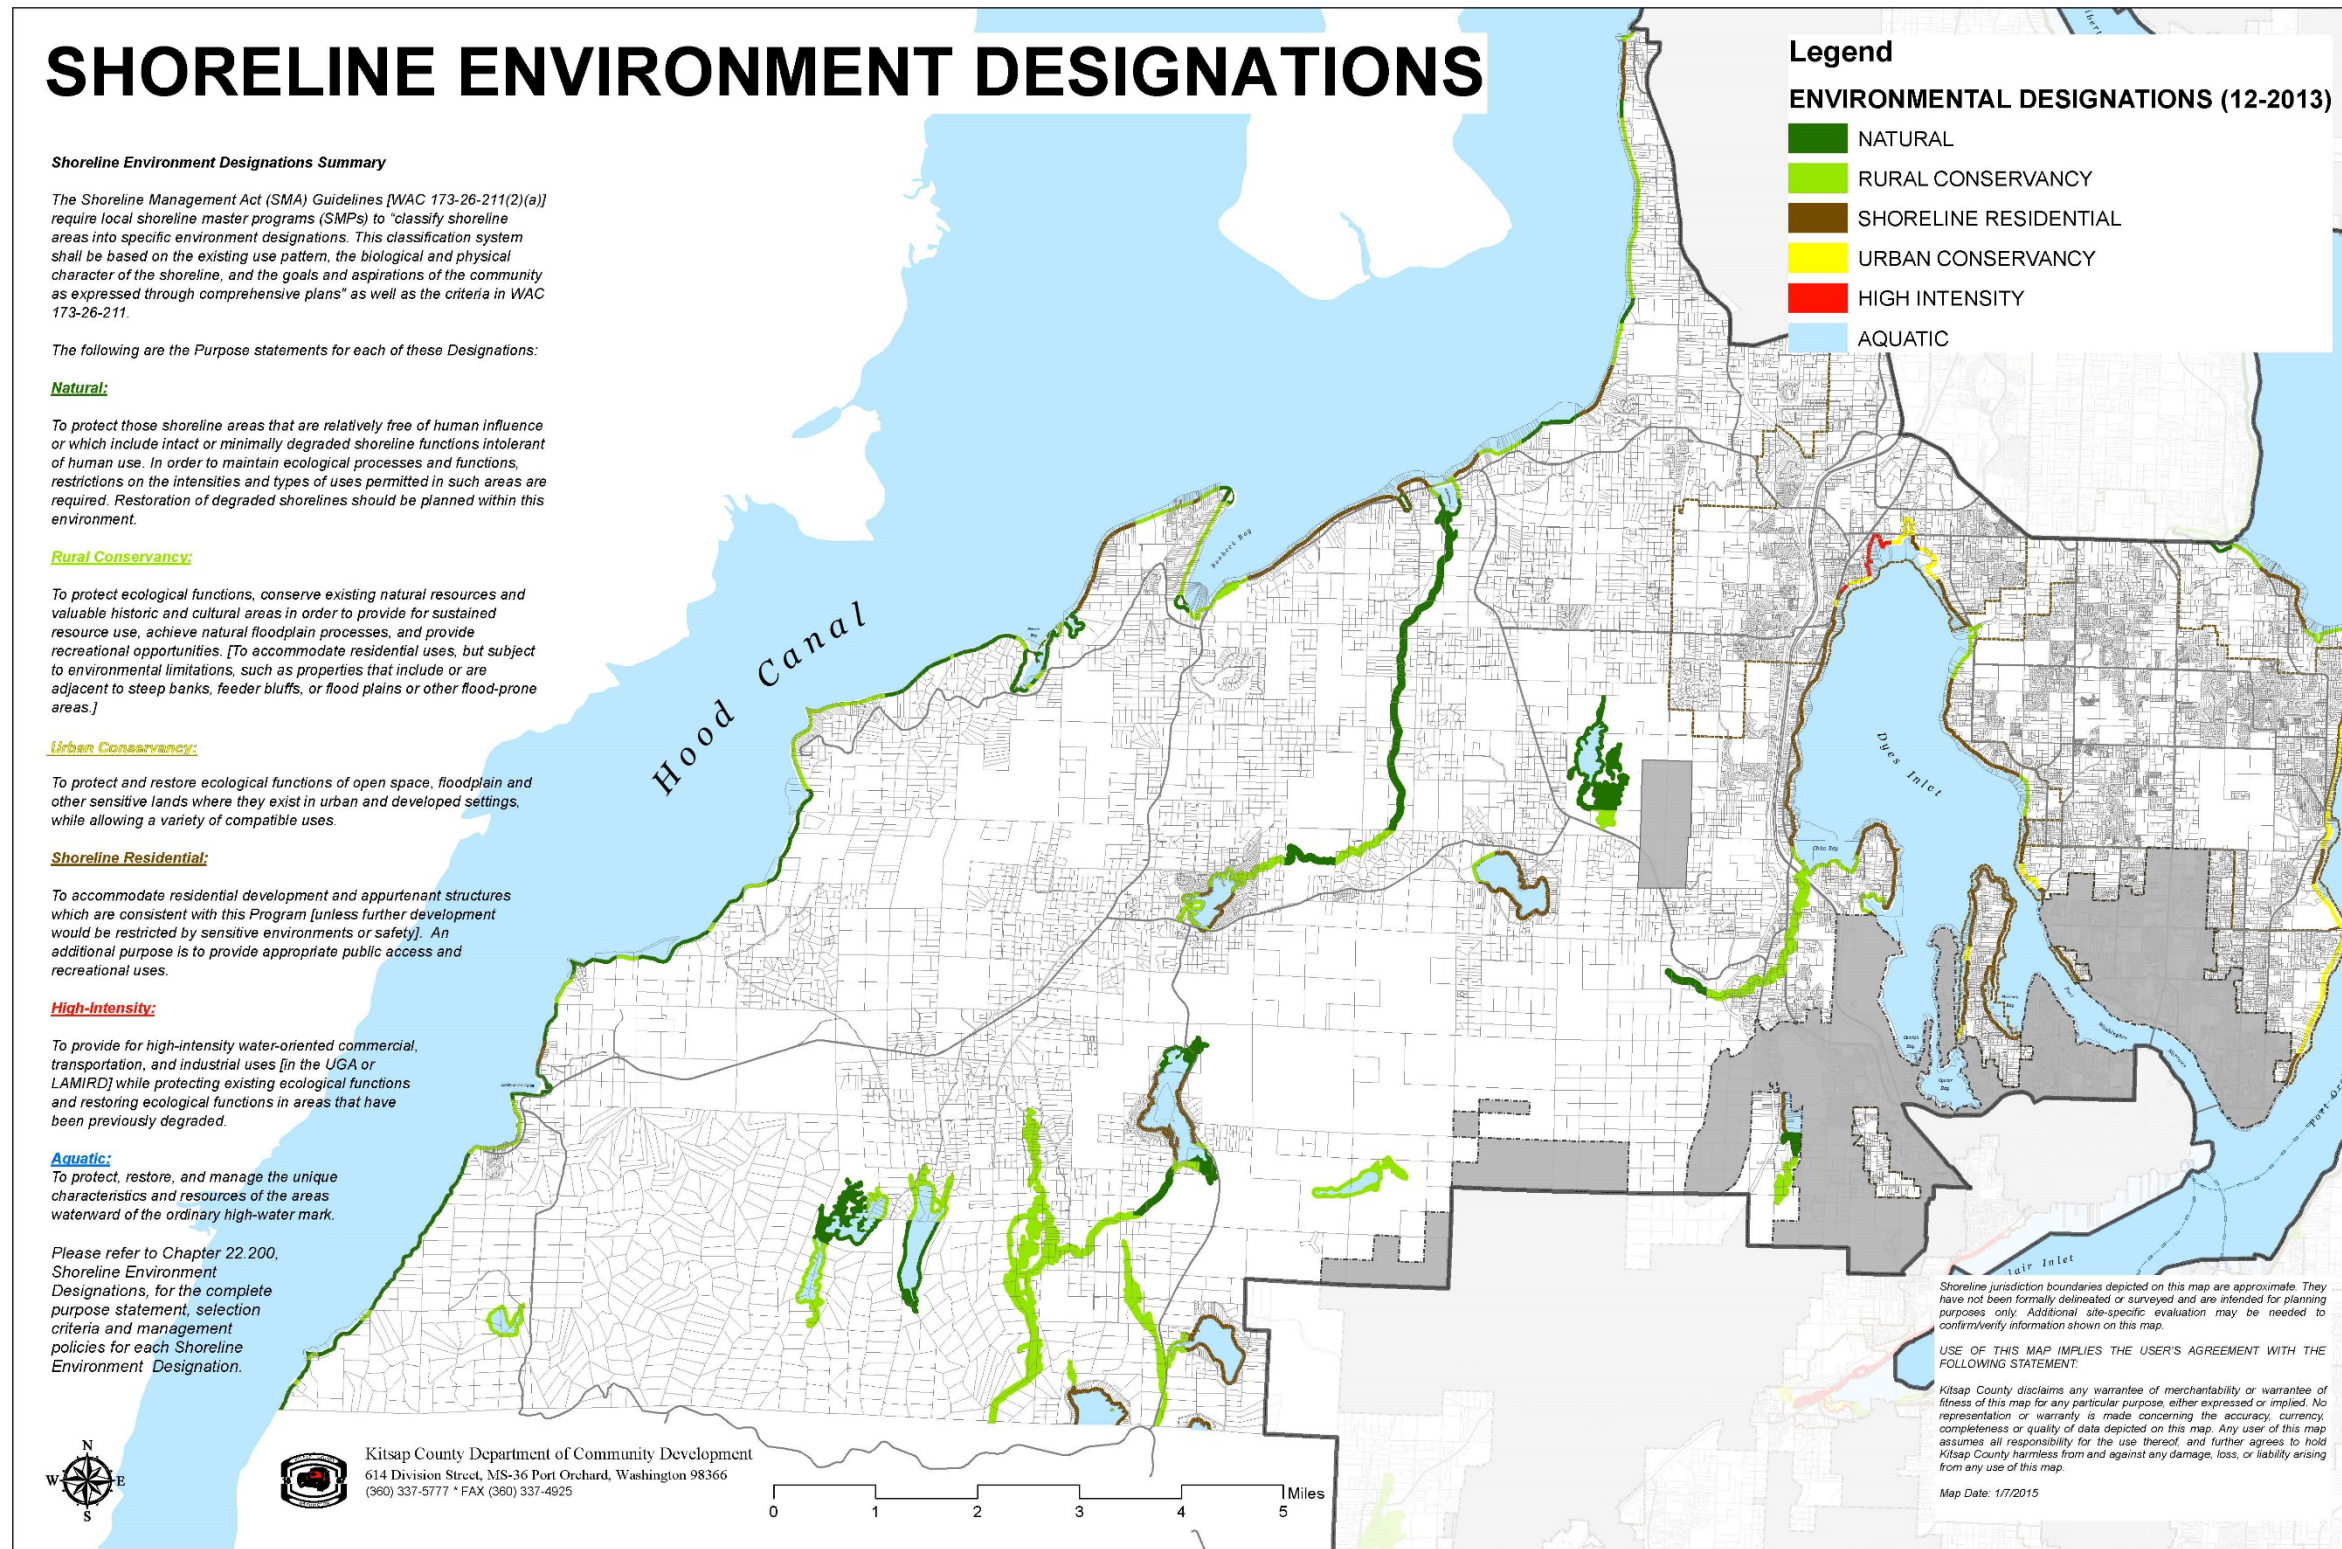 SHORELINE ENVIRONMENT DESIGNATIONS
Shoreline Environment Designations Summary
The Shoreline Management Act (SMA) Guidelines [WAC 173-26-211(2)(a)]
require local shoreline master programs (SMPs) to "classify shoreline
areas into specific environment designations. This classification system
shall be based on the existing use pattern, the biological and physical
character of the shoreline, and the goals and aspirations of the community
as expressed through comprehensive plans" as well as the criteria in WAC
173-26-211.
The following are the Purpose statements for each of these Designations:
Natural:
To protect those shoreline areas that are relatively free of human influence
or which include intact or minimally degraded shoreline functions intolerant
of human use. In order to maintain ecological processes and functions,
restrictions on the intensities and types of uses permitted in such areas are
required. Restoration of degraded shorelines should be planned within this
environment.
Rural Conservancy:
To protect ecological functions, conserve existing natural resources and
valuable historic and cultural areas in order to provide for sustained
resource use, achieve natural floodplain processes, and provide
recreational opportunities. [To accommodate residential uses, but subject
to environmental limitations, such as properties that include or are
adjacent to steep banks, feeder bluffs, or flood plains or other flood-prone
areas.]
Urban Conservancy:
To protect and restore ecological functions of open space, floodplain and
other sensitive lands where they exist in urban and developed settings,
while allowing a variety of compatible uses.
Shoreline Residential:
To accommodate residential development and appurtenant structures
which are consistent with this Program [unless further development
would be restricted by sensitive environments or safety]. An
additional purpose is to provide appropriate public access and
recreational uses.
High-Intensity:
To provide for high-intensity water-oriented commercial,
transportation, and industrial uses [in the UGA or
LAMIRD] while protecting existing ecological functions
and restoring ecological functions in areas that have
been previously degraded.
Aquatic:
To protect, restore, and manage the unique
characteristics and resources of the areas
waterward of the ordinary high-water mark.
Please refer to Chapter 22.200,
Shoreline Environment
Designations, for the complete
purpose statement, selection
criteria and management
policies for each Shoreline
Environment Designation.
Legend
ENVIRONMENTAL DESIGNATIONS (12-2013)
NATURAL
RURAL CONSERVANCY
SHORELINE RESIDENTIAL
URBAN CONSERVANCY
HIGH INTENSITY
AQUATIC
Hood Canal
Seabeck Bay
Dyes Inlet
Chico Bay
Oyster
Bay
Port
Washington
Narrows
Port Or
lair Inlet
N
W E
S
Kitsap County Department of Community Development
614 Division Street, MS-36 Port Orchard, Washington 98366
(360) 337-5777 * FAX (360) 337-4925
Miles
0 1 2 3 4 5
Shoreline jurisdiction boundaries depicted on this map are approximate. They
have not been formally delineated or surveyed and are intended for planning
purposes only. Additional site-specific evaluation may be needed to
confirm/verify information shown on this map.
USE OF THIS MAP IMPLIES THE USER'S AGREEMENT WITH THE
FOLLOWING STATEMENT:
Kitsap County disclaims any warrantee of merchantability or warrantee of
fitness of this map for any particular purpose, either expressed or implied. No
representation or warranty is made concerning the accuracy, currency,
completeness or quality of data depicted on this map. Any user of this map
assumes all responsibility for the use thereof, and further agrees to hold
Kitsap County harmless from and against any damage, loss, or liability arising
from any use of this map.
Map Date: 1/7/2015